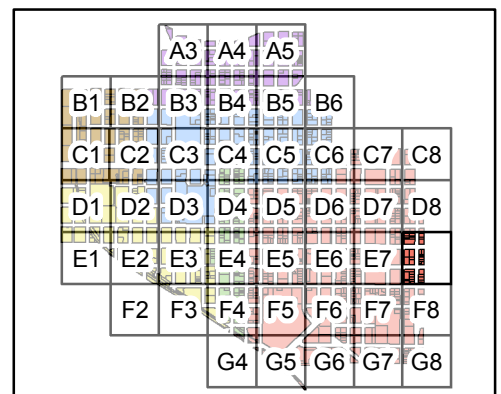 A3 A4 A5
B1 B2 B3 B4 B5 B6
C1 C2 C3 C4 C5 C6 C7 C8
D1 D2 D3 D4 D5 D6 D7 D8
E1 E2 E3 E4 E5 E6 E7
F2 F3 F4 F5 F6 F7 F8
G4 G5 G6 G7 G8